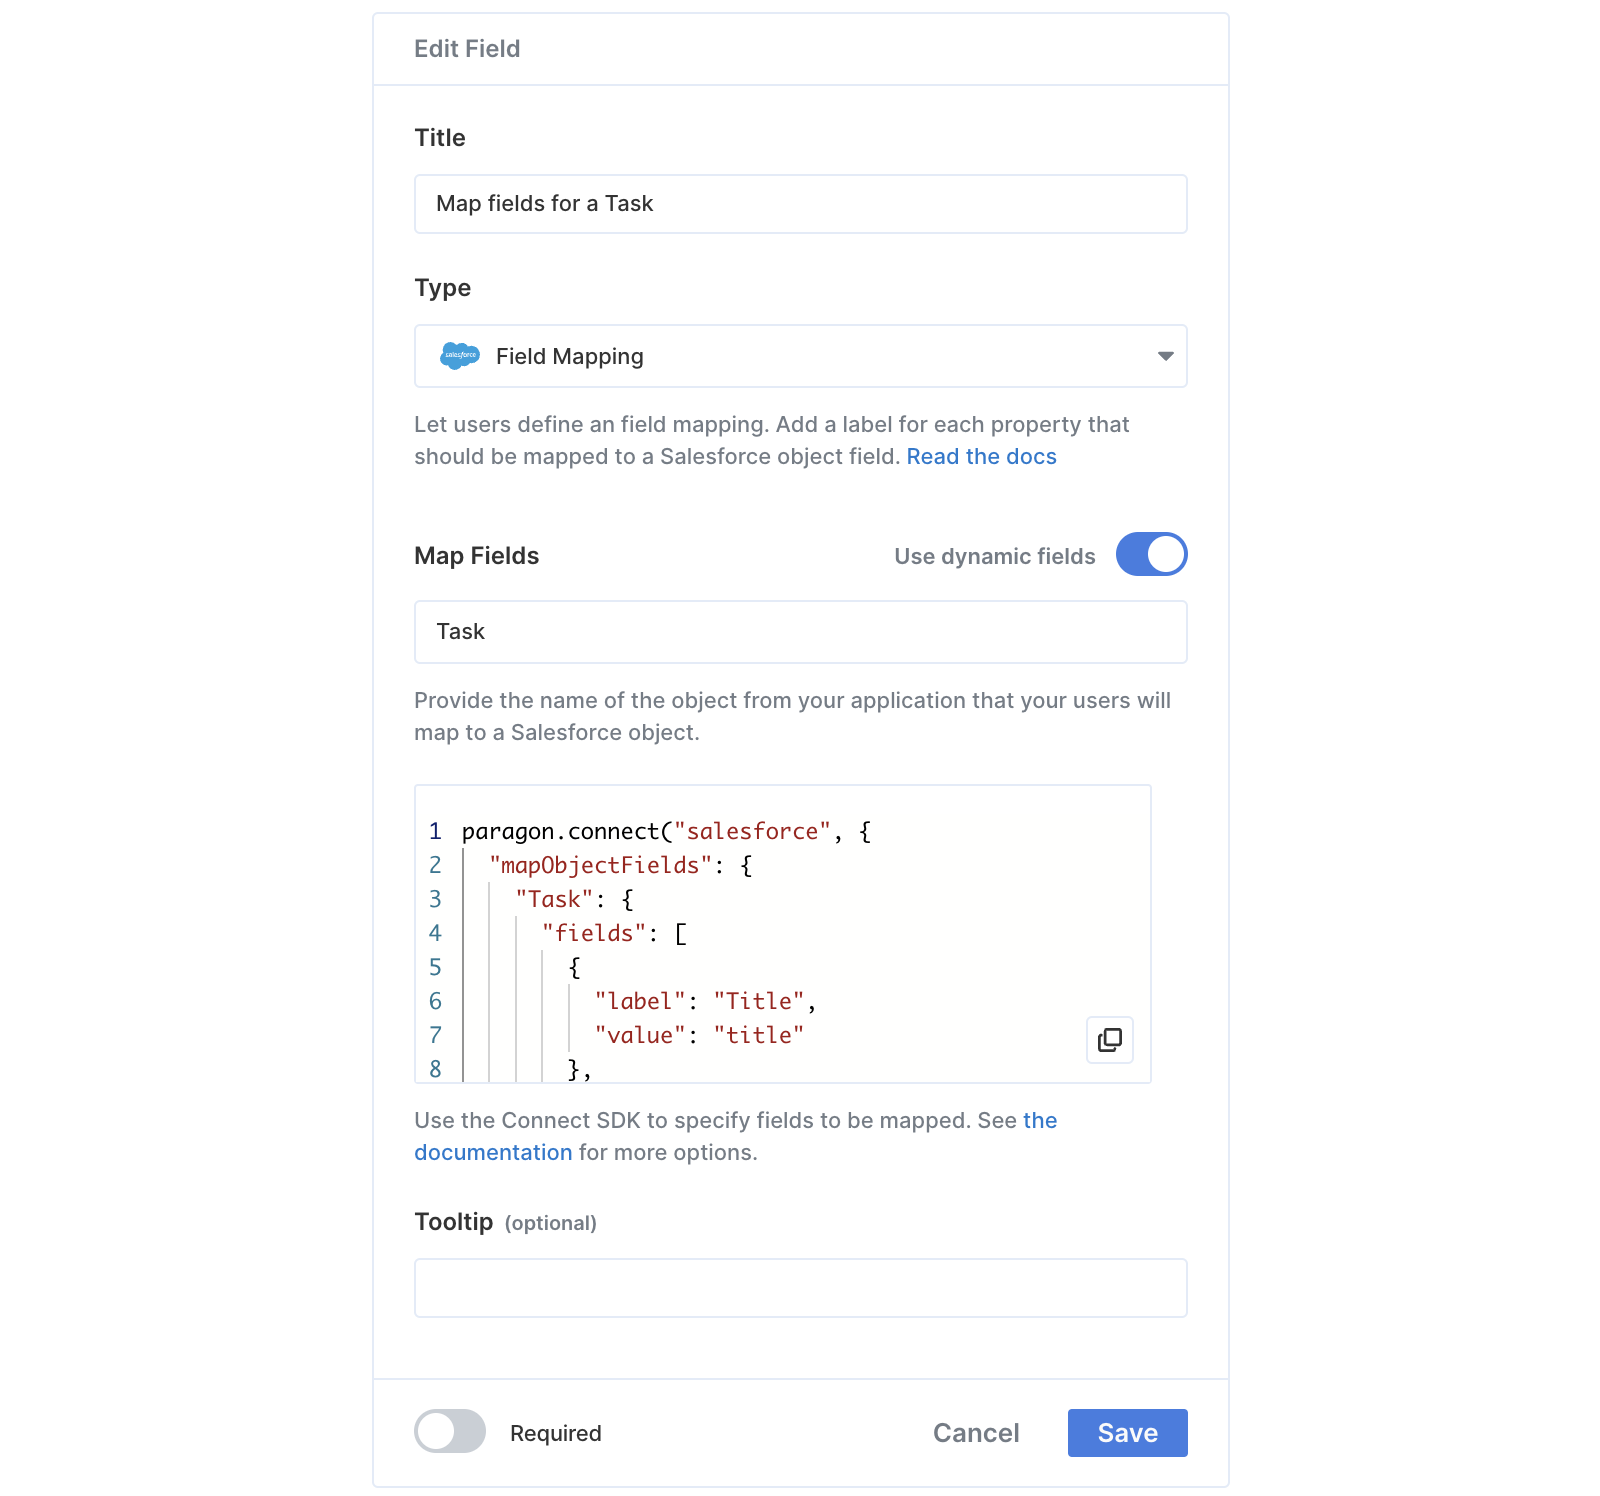 Edit Field
Title
Map fields for a Task
Type
salesforce Field Mapping
Let users define an field mapping. Add a label for each property that
should be mapped to a Salesforce object field. Read the docs
Map Fields Use dynamic fields
Task
Provide the name of the object from your application that your users will
map to a Salesforce object.
1 paragon.connect("salesforce", {
2 "mapObjectFields": {
3 "Task": {
4 "fields": [
5 {
6 "label": "Title",
7 "value": "title"
8 },
Use the Connect SDK to specify fields to be mapped. See the
documentation for more options.
Tooltip (optional)
Required Cancel Save